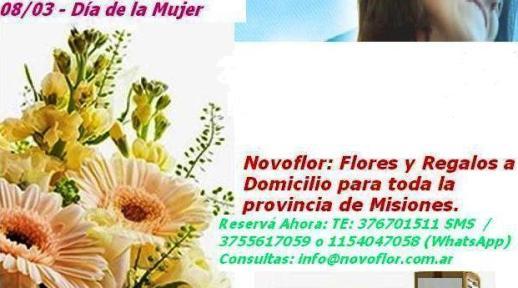 08/03 - Día de la Mujer
Novoflor: Flores y Regalos a
Domicilio para toda la
provincia de Misiones.
Reservá Ahora: TE: 376701511 SMS /
3755617059 o 1154047058 (WhatsApp)
Consultas: info@novoflor.com.ar